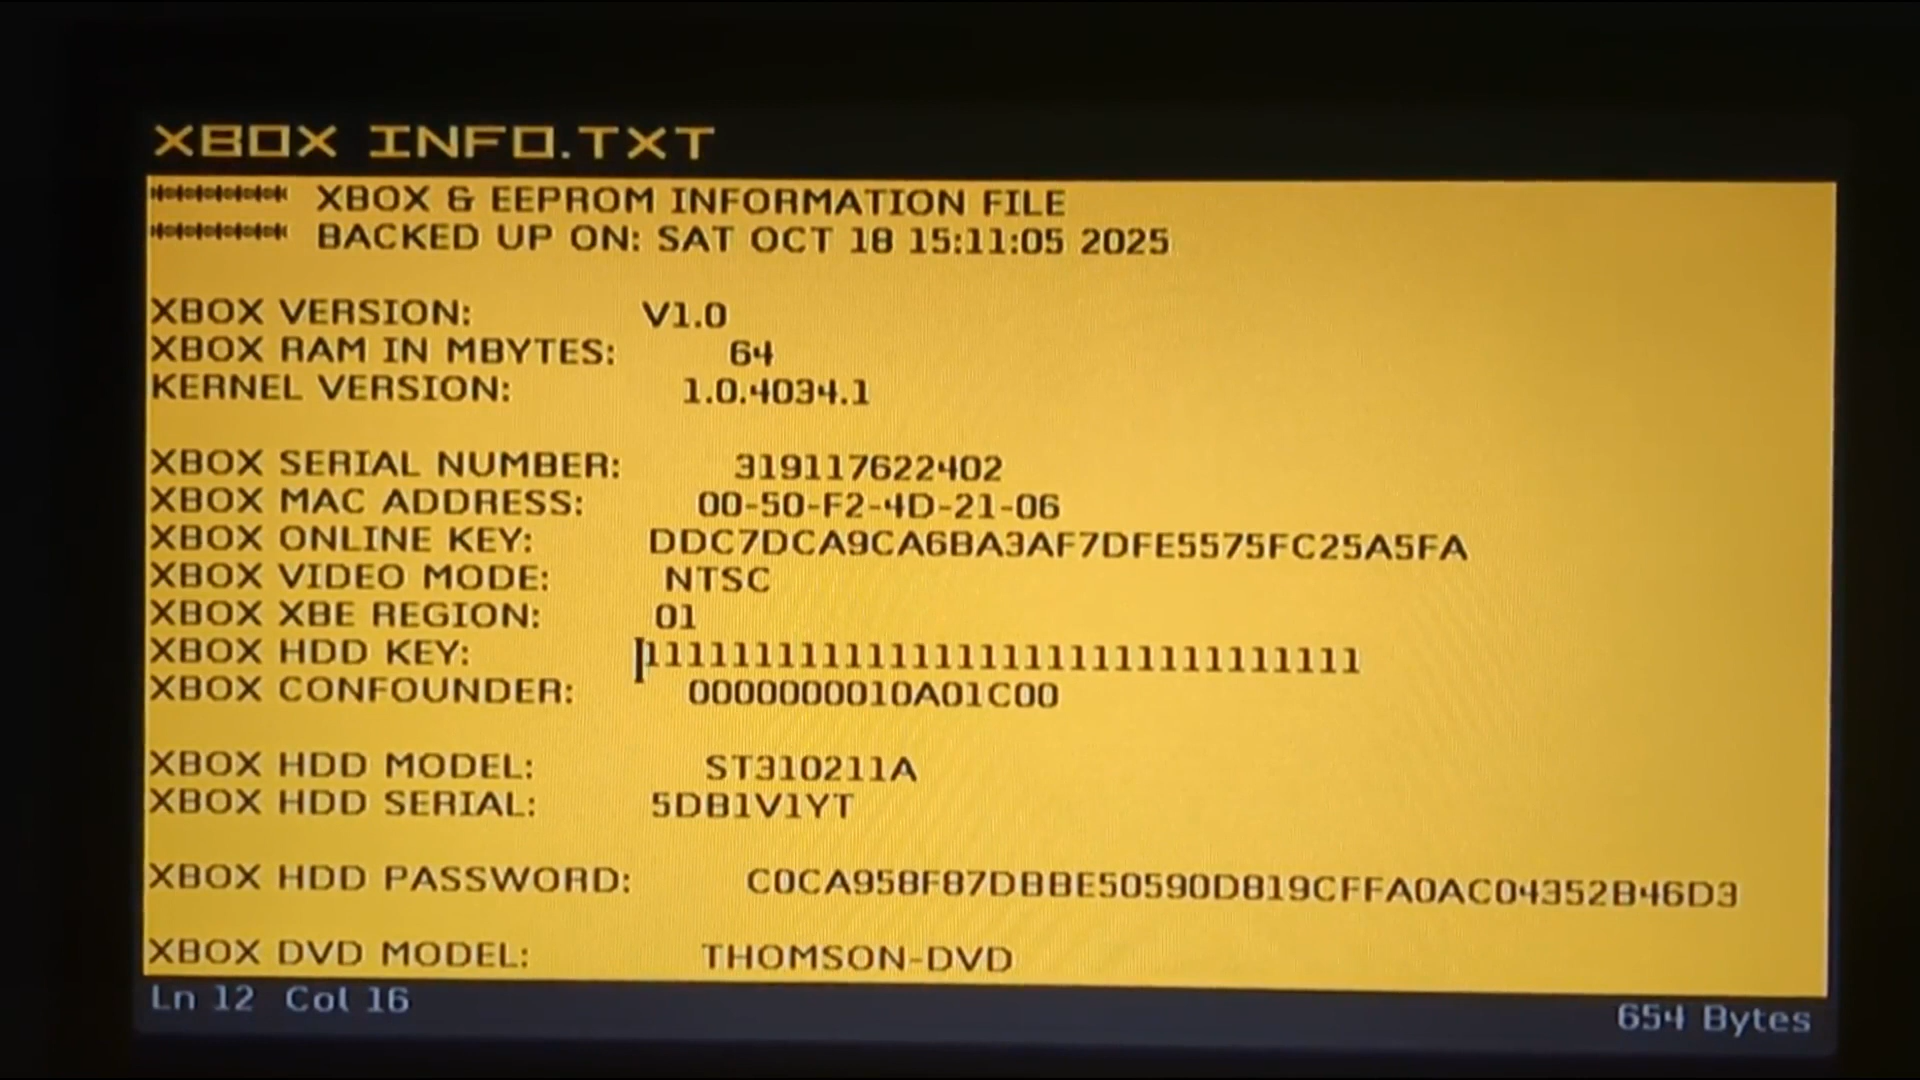 XBOX INFO.TXT
********** XBOX & EEPROM INFORMATION FILE
********** BACKED UP ON: SAT OCT 18 15:11:05 2025
XBOX VERSION: V1.0
XBOX RAM IN MBYTES: 64
KERNEL VERSION: 1.0.4034.1
XBOX SERIAL NUMBER: 319117622402
XBOX MAC ADDRESS: 00-50-F2-4D-21-06
XBOX ONLINE KEY: DDC7DCA9CA6BA3AF7DFE5575FC25A5FA
XBOX VIDEO MODE: NTSC
XBOX XBE REGION: 01
XBOX HDD KEY: 11111111111111111111111111111111
XBOX CONFOUNDER: 0000000010A01C00
XBOX HDD MODEL: ST310211A
XBOX HDD SERIAL: 5DB1V1YT
XBOX HDD PASSWORD: C0CA958F87DBBE50590D819CFFA0AC04352B46D3
XBOX DVD MODEL: THOMSON-DVD
Ln 12 Col 16
654 Bytes